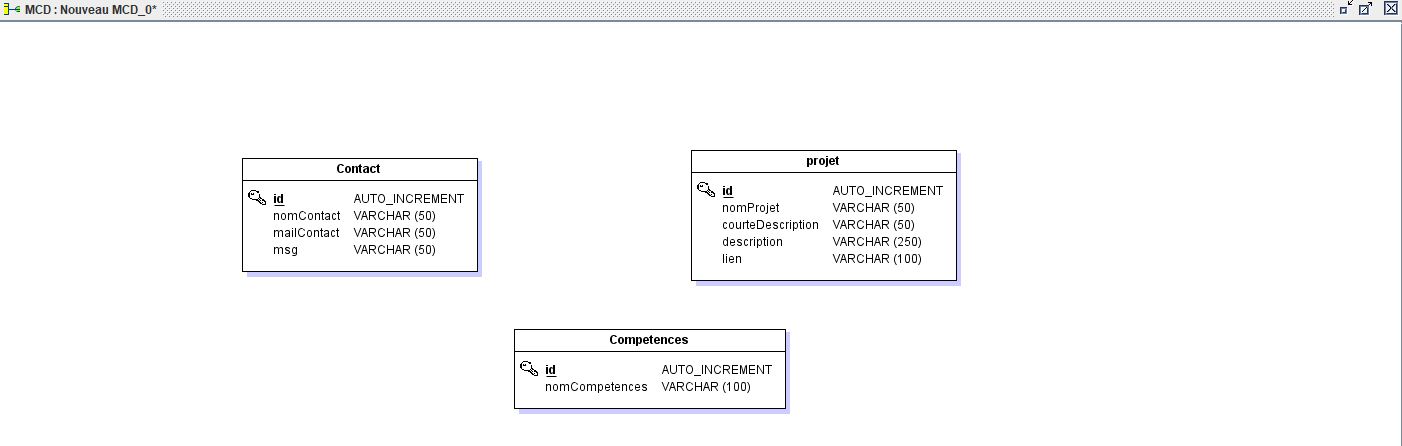 MCD : Nouveau MCD_0*
Contact
id AUTO_INCREMENT
nomContact VARCHAR (50)
mailContact VARCHAR (50)
msg VARCHAR (50)
projet
id AUTO_INCREMENT
nomProjet VARCHAR (50)
courteDescription VARCHAR (50)
description VARCHAR (250)
lien VARCHAR (100)
Competences
id AUTO_INCREMENT
nomCompetences VARCHAR (100)